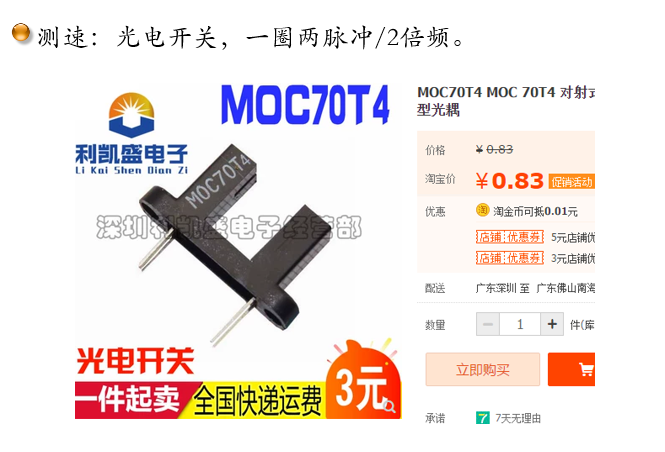 测速：光电开关，一圈两脉冲/2倍频。
MOC70T4
利凯盛电子
Li Kai Shen Dian Zi
MOC70T4
深圳利凯盛电子经营部
光电开关
一件起卖 全国快递运费 3元
MOC70T4 MOC 70T4 对射式
型光耦
价格 ¥ 0.83
淘宝价 ¥ 0.83 促销活动
优惠 淘 淘金币可抵0.01元
店铺优惠券 5元店铺优
店铺优惠券 3元店铺优
配送 广东深圳 至 广东佛山南海
数量 − 1 + 件(库
立即购买
承诺 7 7天无理由